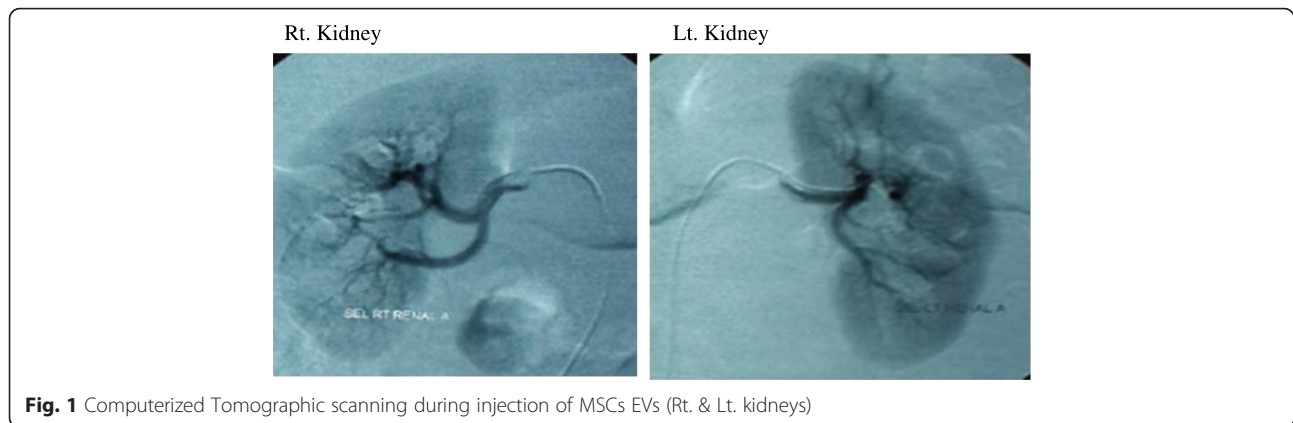 Rt. Kidney
Lt. Kidney
SEL RT RENAL A
SEL LT RENAL A
Fig. 1 Computerized Tomographic scanning during injection of MSCs EVs (Rt. & Lt. kidneys)